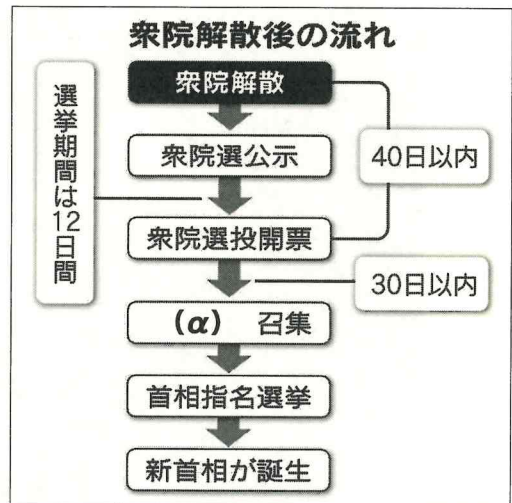 衆院解散後の流れ
衆院解散
選挙期間は12日間
衆院選公示
40日以内
衆院選投開票
30日以内
(α) 召集
首相指名選挙
新首相が誕生